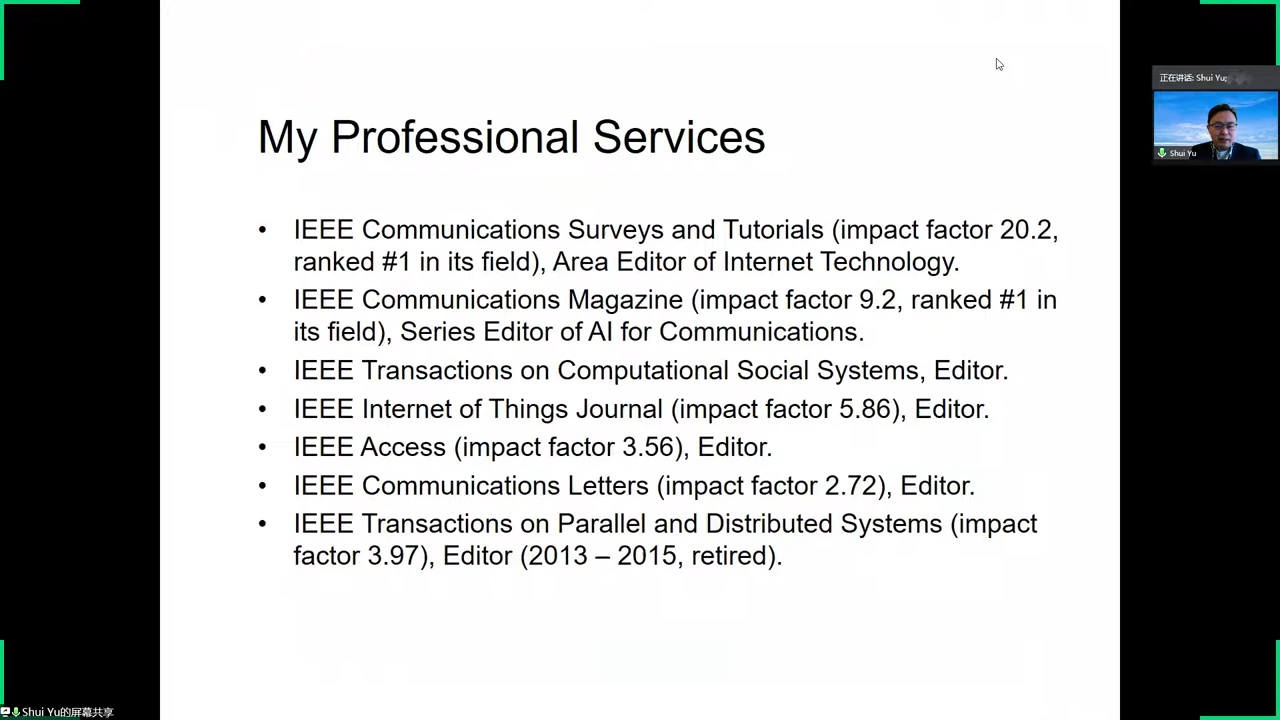 My Professional Services
• IEEE Communications Surveys and Tutorials (impact factor 20.2,
ranked #1 in its field), Area Editor of Internet Technology.
• IEEE Communications Magazine (impact factor 9.2, ranked #1 in
its field), Series Editor of AI for Communications.
• IEEE Transactions on Computational Social Systems, Editor.
• IEEE Internet of Things Journal (impact factor 5.86), Editor.
• IEEE Access (impact factor 3.56), Editor.
• IEEE Communications Letters (impact factor 2.72), Editor.
• IEEE Transactions on Parallel and Distributed Systems (impact
factor 3.97), Editor (2013 – 2015, retired).
正在讲话: Shui Yu;
Shui Yu
Shui Yu的屏幕共享